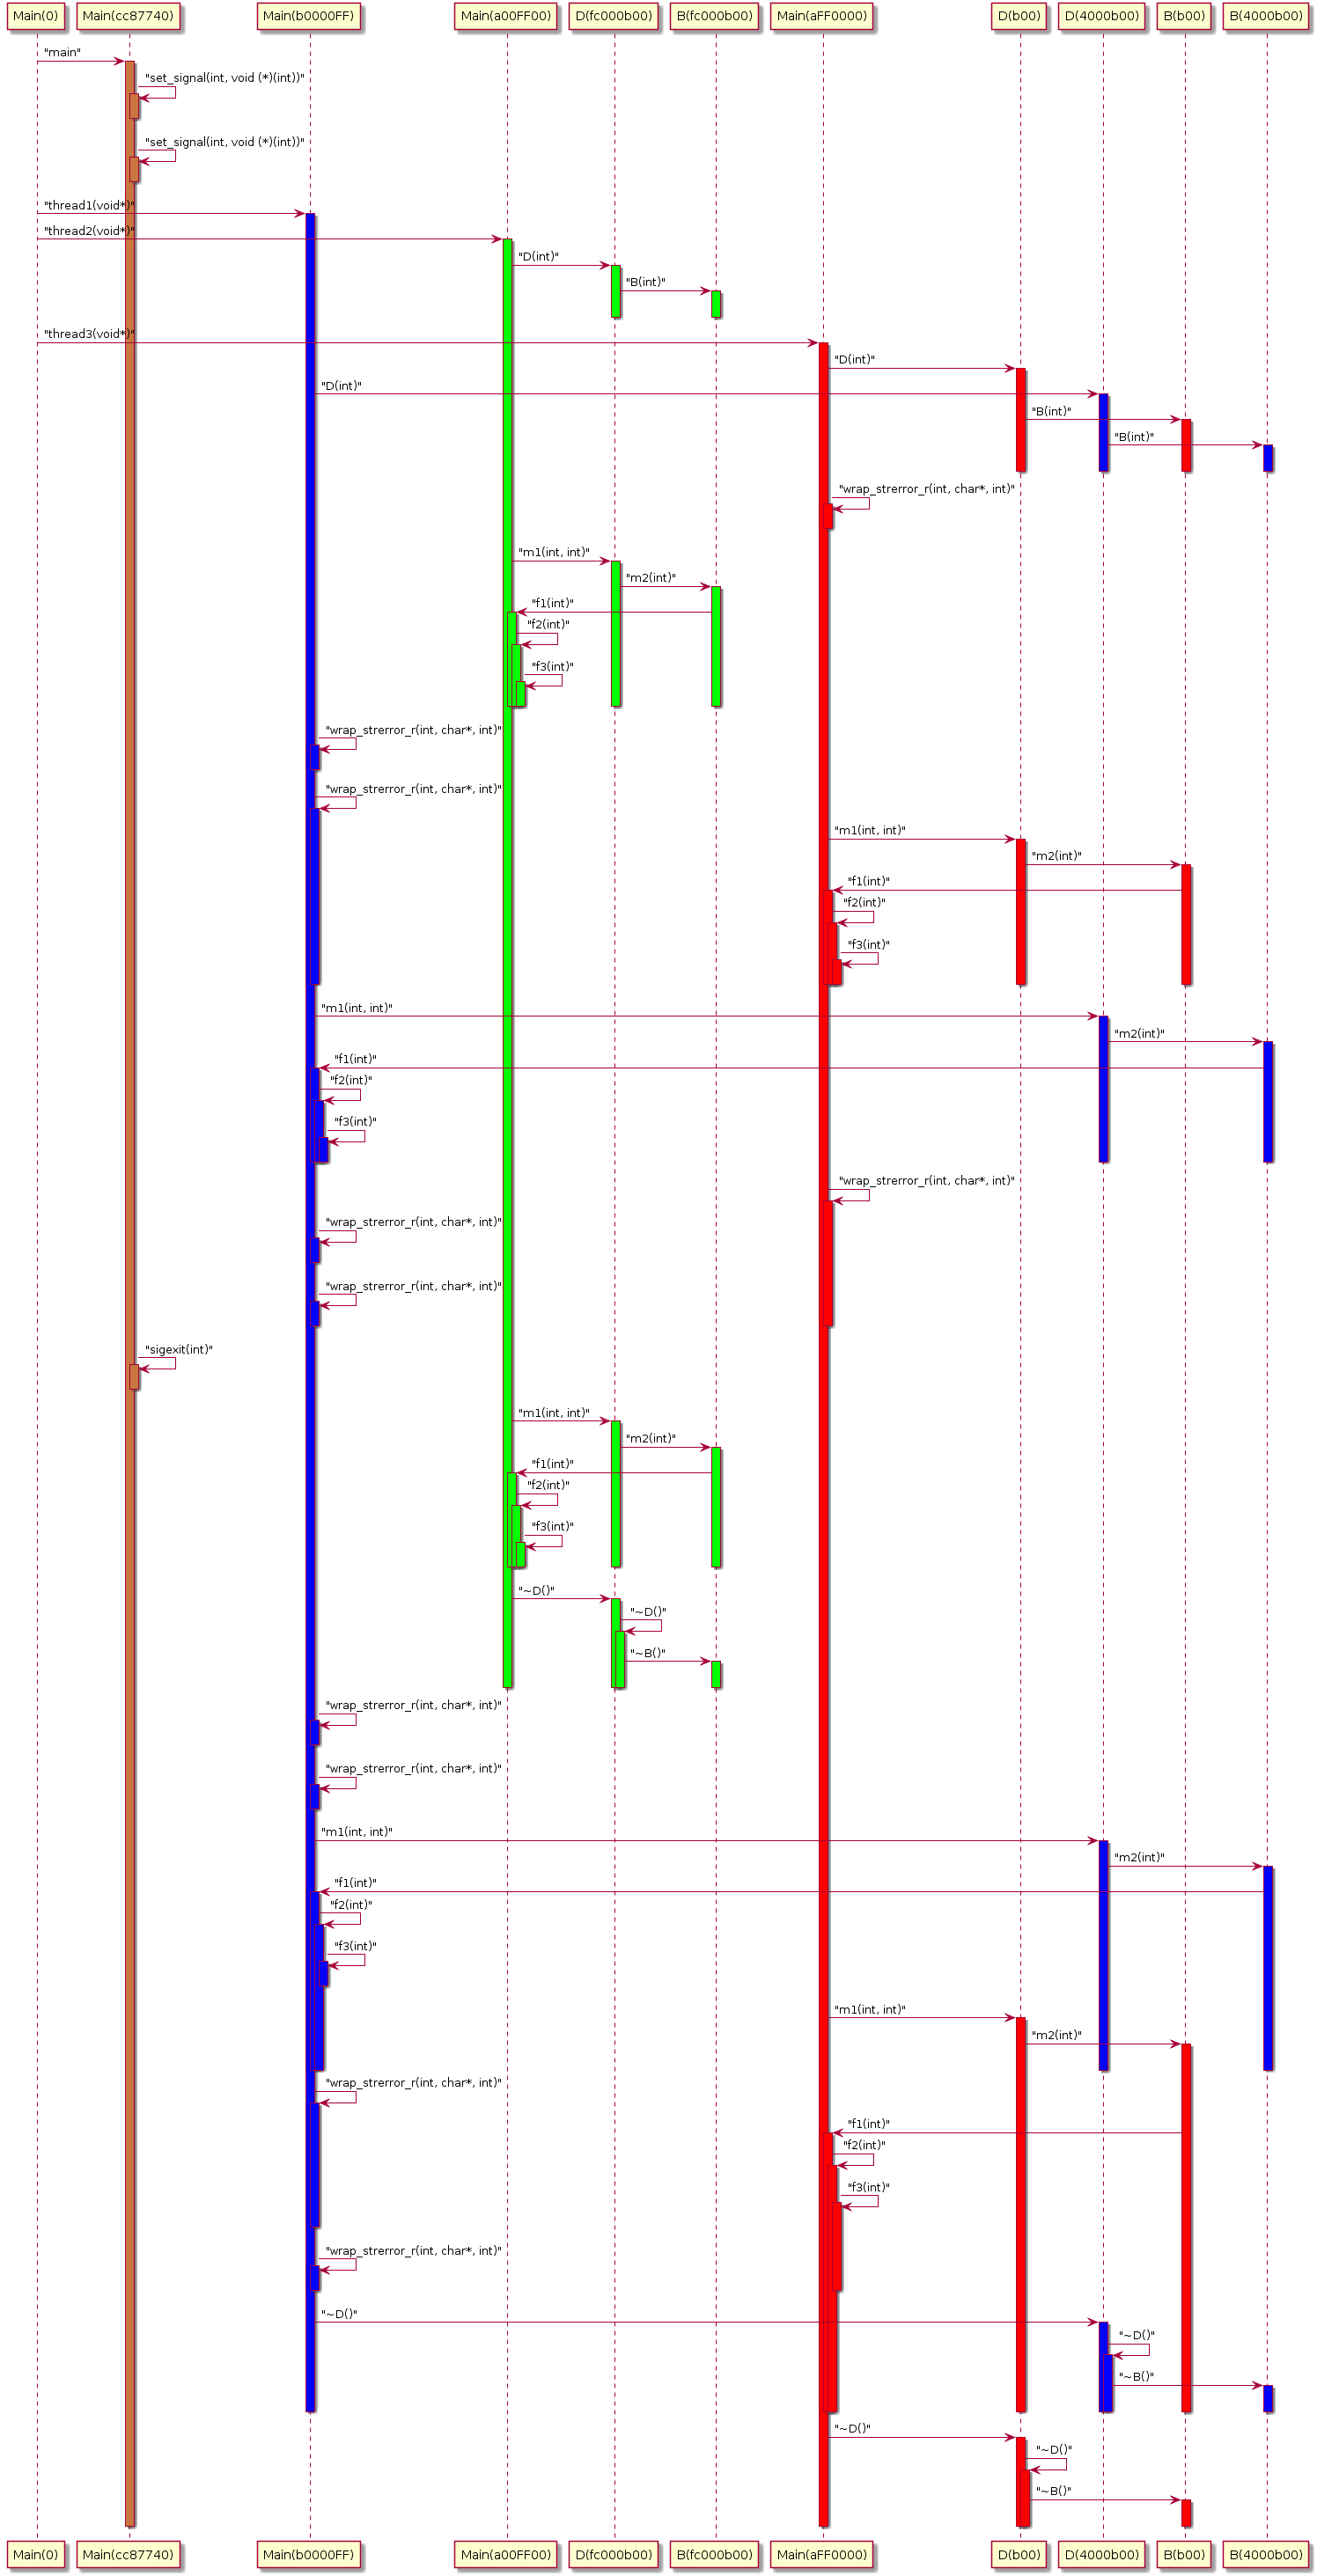 Main(0) Main(cc87740) Main(b0000FF) Main(a00FF00) D(fc000b00) B(fc000b00) Main(aFF0000) D(b00) D(4000b00) B(b00) B(4000b00)
"main"
"set_signal(int, void (*)(int))"
"set_signal(int, void (*)(int))"
"thread1(void*)"
"thread2(void*)"
"D(int)"
"B(int)"
"thread3(void*)"
"D(int)"
"D(int)"
"B(int)"
"B(int)"
"wrap_strerror_r(int, char*, int)"
"m1(int, int)"
"m2(int)"
"f1(int)"
"f2(int)"
"f3(int)"
"wrap_strerror_r(int, char*, int)"
"wrap_strerror_r(int, char*, int)"
"m1(int, int)"
"m2(int)"
"f1(int)"
"f2(int)"
"f3(int)"
"m1(int, int)"
"m2(int)"
"f1(int)"
"f2(int)"
"f3(int)"
"wrap_strerror_r(int, char*, int)"
"wrap_strerror_r(int, char*, int)"
"wrap_strerror_r(int, char*, int)"
"sigexit(int)"
"m1(int, int)"
"m2(int)"
"f1(int)"
"f2(int)"
"f3(int)"
"~D()"
"~D()"
"~B()"
"wrap_strerror_r(int, char*, int)"
"wrap_strerror_r(int, char*, int)"
"m1(int, int)"
"m2(int)"
"f1(int)"
"f2(int)"
"f3(int)"
"m1(int, int)"
"m2(int)"
"wrap_strerror_r(int, char*, int)"
"f1(int)"
"f2(int)"
"f3(int)"
"wrap_strerror_r(int, char*, int)"
"~D()"
"~D()"
"~B()"
"~D()"
"~D()"
"~B()"
Main(0) Main(cc87740) Main(b0000FF) Main(a00FF00) D(fc000b00) B(fc000b00) Main(aFF0000) D(b00) D(4000b00) B(b00) B(4000b00)